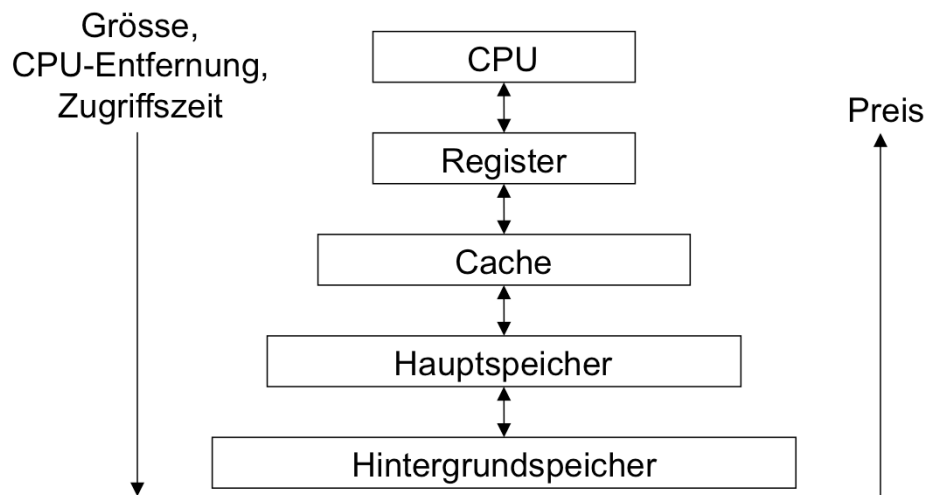 Grösse,
CPU-Entfernung,
Zugriffszeit
CPU
Preis
Register
Cache
Hauptspeicher
Hintergrundspeicher